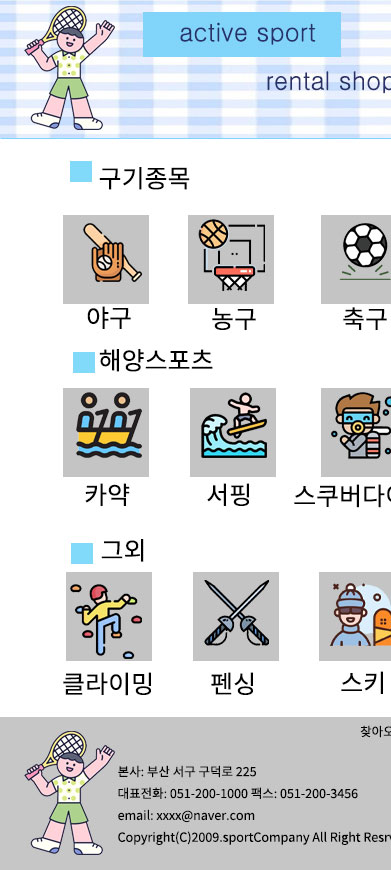 active sport
rental shop
구기종목
야구 농구 축구
해양스포츠
카약 서핑 스쿠버다
그외
클라이밍 펜싱 스키
찾아오
본사: 부산 서구 구덕로 225
대표전화: 051-200-1000 팩스: 051-200-3456
email: xxxx@naver.com
Copyright(C)2009.sportCompany All Right Resr